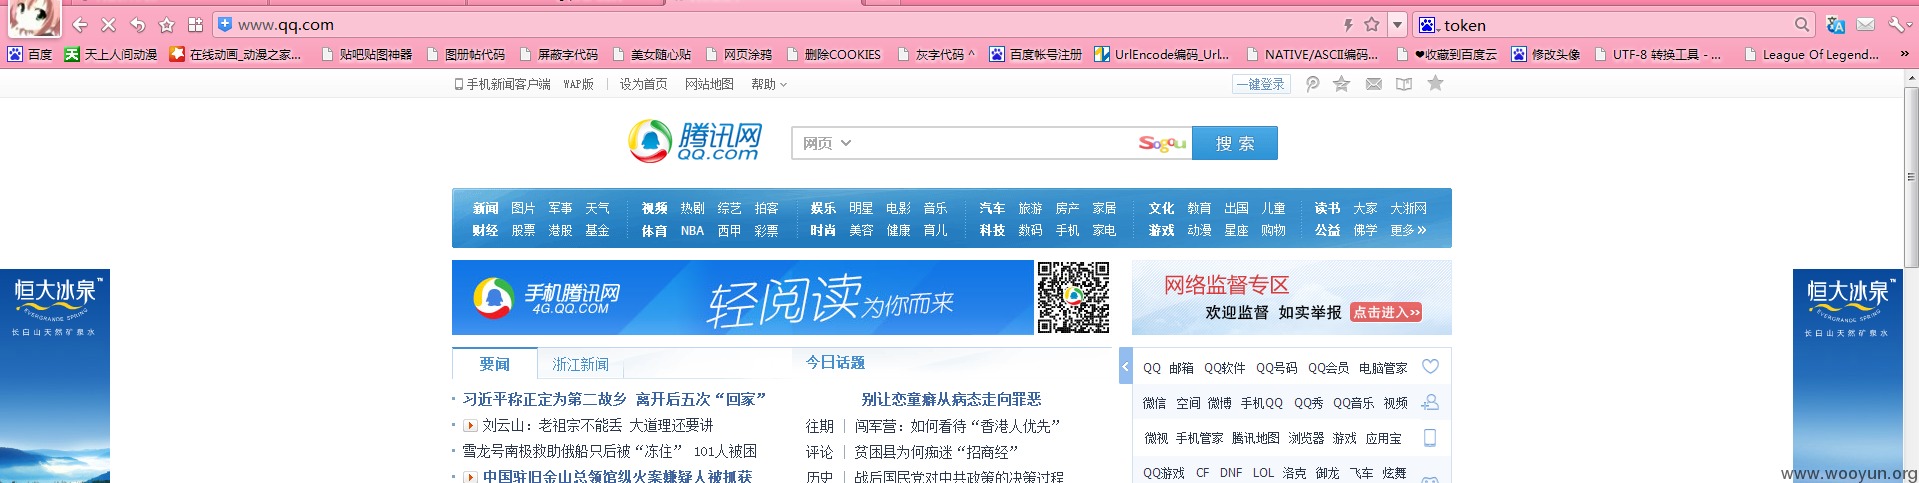 www.qq.com
token
百度 天上人间动漫 在线动画_动漫之家... 贴吧贴图神器 图册帖代码 屏蔽字代码 美女随心贴 网页涂鸦 删除COOKIES 灰字代码 ^ 百度帐号注册 UrlEncode编码_Url... NATIVE/ASCII编码... ❤收藏到百度云 修改头像 UTF-8 转换工具 - ... League Of Legend... »
手机新闻客户端 WAP版 设为首页 网站地图 帮助
一键登录
腾讯网
QQ.com
网页
Sogou
搜 索
新闻 图片 军事 天气 视频 热剧 综艺 拍客 娱乐 明星 电影 音乐 汽车 旅游 房产 家居 文化 教育 出国 儿童 读书 大家 大浙网
财经 股票 港股 基金 体育 NBA 西甲 彩票 时尚 美容 健康 育儿 科技 数码 手机 家电 游戏 动漫 星座 购物 公益 佛学 更多»
恒大冰泉™
EVERGRANDE SPRING
长白山天然矿泉水
手机腾讯网
4G.QQ.COM
轻阅读为你而来
网络监督专区
欢迎监督 如实举报 点击进入»
恒大冰泉™
EVERGRANDE SPRING
长白山天然矿泉水
要闻 浙江新闻
习近平称正定为第二故乡 离开后五次“回家”
刘云山：老祖宗不能丢 大道理还要讲
雪龙号南极救助俄船只后被“冻住” 101人被困
中国驻旧金山总领馆纵火案嫌疑人被抓获
今日话题
别让恋童癖从病态走向罪恶
往期 | 闾军营：如何看待“香港人优先”
评论 | 贫困县为何痴迷“招商经”
历史 | 战后国民党对中共政策的决策过程
QQ 邮箱 QQ软件 QQ号码 QQ会员 电脑管家
微信 空间 微博 手机QQ QQ秀 QQ音乐 视频
微视 手机管家 腾讯地图 浏览器 游戏 应用宝
QQ游戏 CF DNF LOL 洛克 御龙 飞车 炫舞
www.wooyun.org